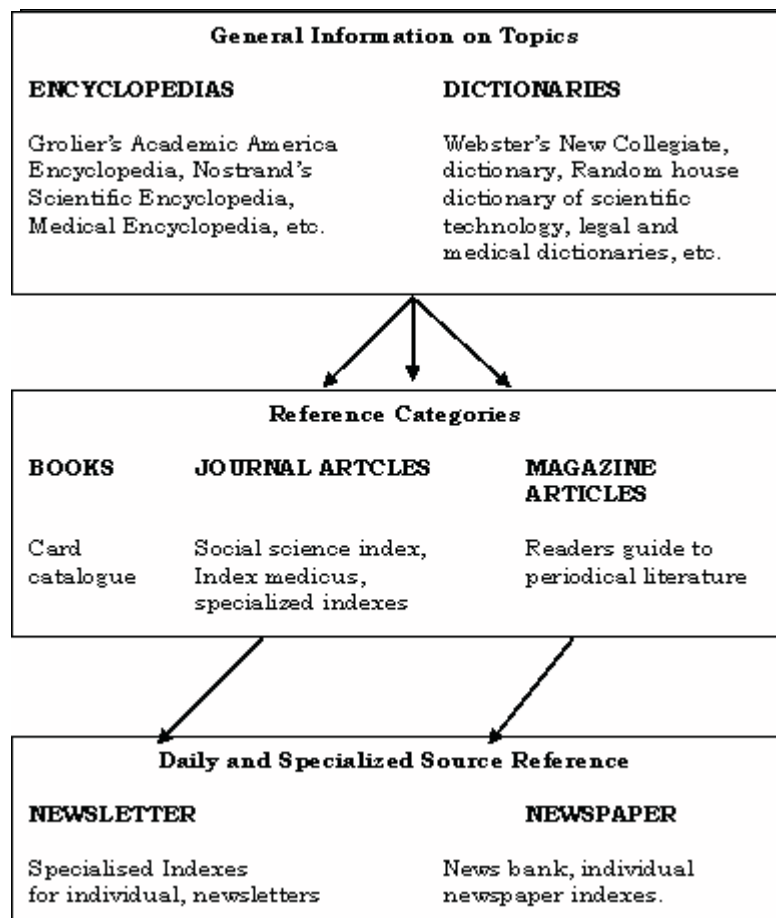 General Information on Topics
ENCYCLOPEDIAS
Grolier's Academic America
Encyclopedia, Nostrand's
Scientific Encyclopedia,
Medical Encyclopedia, etc.
DICTIONARIES
Webster's New Collegiate,
dictionary, Random house
dictionary of scientific
technology, legal and
medical dictionaries, etc.
Reference Categories
BOOKS
Card
catalogue
JOURNAL ARTCLES
Social science index,
Index medicus,
specialized indexes
MAGAZINE
ARTICLES
Readers guide to
periodical literature
Daily and Specialized Source Reference
NEWSLETTER
Specialised Indexes
for individual, newsletters
NEWSPAPER
News bank, individual
newspaper indexes.